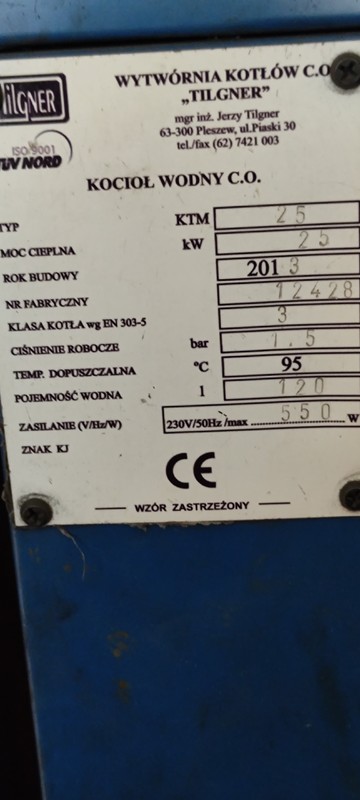 TILGNER
ISO 9001
TÜV NORD
WYTWÓRNIA KOTŁÓW C.O
„TILGNER”
mgr inż. Jerzy Tilgner
63-300 Pleszew, ul.Piaski 30
tel./fax (62) 7421 003
KOCIOŁ WODNY C.O.
TYP KTM 25
MOC CIEPLNA kW 25
ROK BUDOWY 2013
NR FABRYCZNY 12428
KLASA KOTŁA wg EN 303-5 3
CIŚNIENIE ROBOCZE bar 1.5
TEMP. DOPUSZCZALNA °C 95
POJEMNOŚĆ WODNA l 120
ZASILANIE (V/Hz/W) 230V/50Hz /max 550 W
ZNAK KJ
CE
WZÓR ZASTRZEŻONY